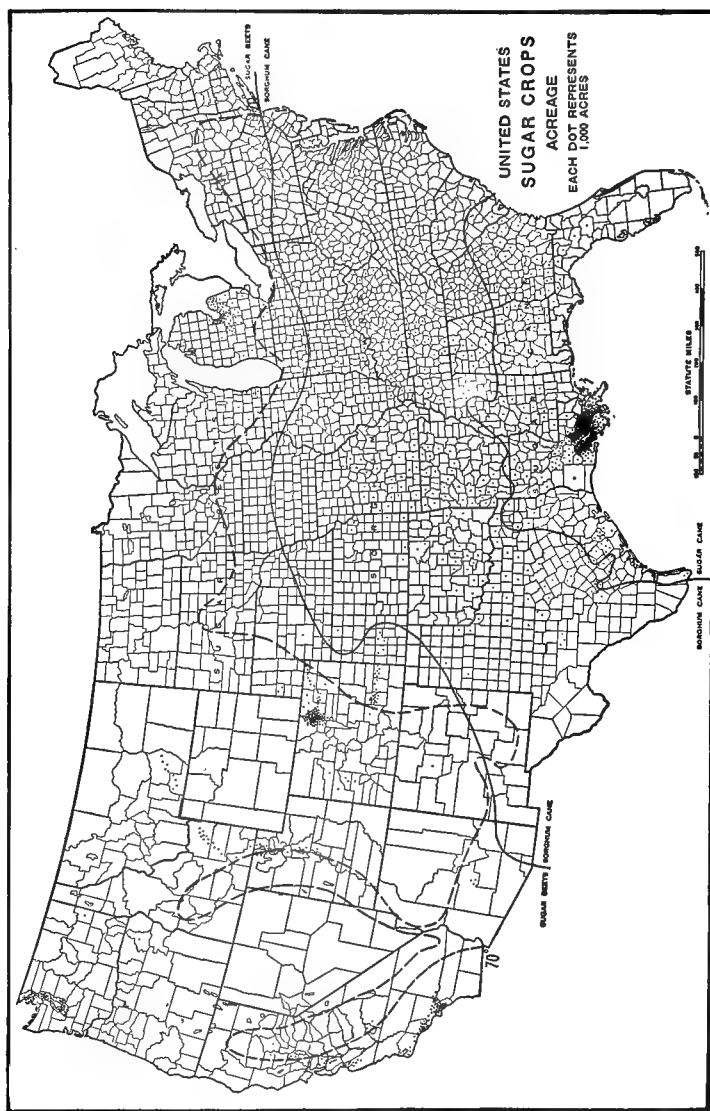 SUGAR BEETS
SORGHUM CANE
UNITED STATES
SUGAR CROPS
ACREAGE
EACH DOT REPRESENTS
1,000 ACRES
STATUTE MILES
SORGHUM CANE
SUGAR CANE
SUGAR BEETS
SORGHUM CANE
70°